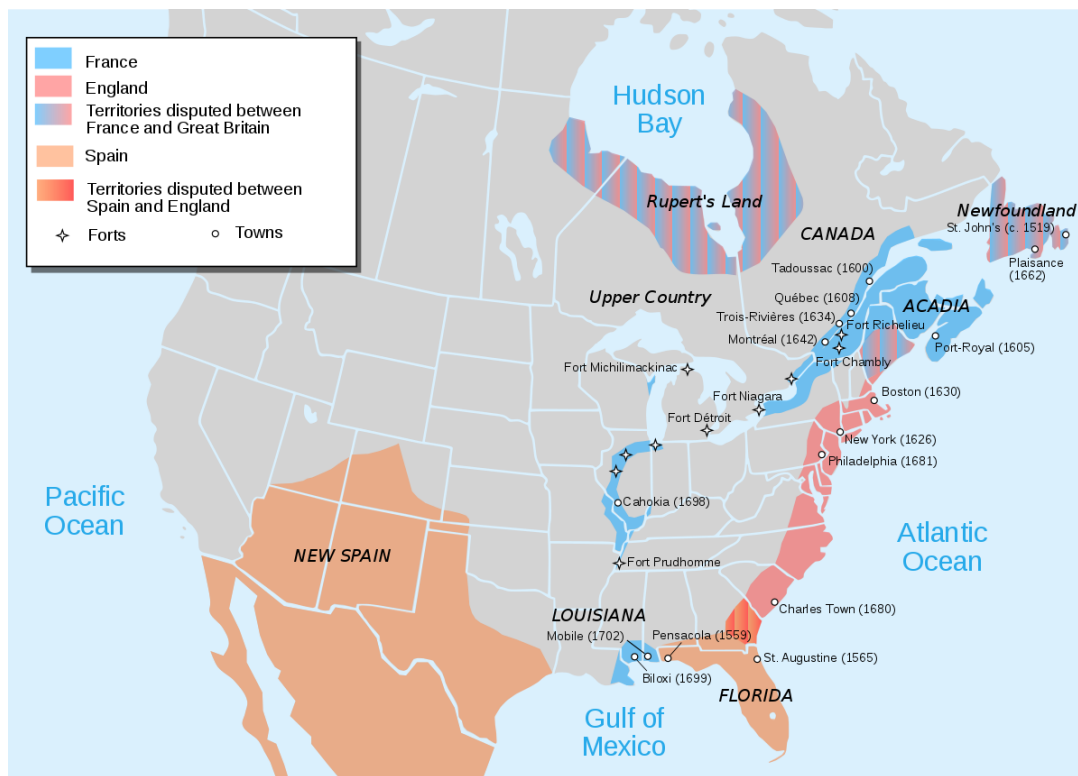 France
England
Territories disputed between
France and Great Britain
Spain
Territories disputed between
Spain and England
Forts
Towns
Hudson
Bay
Rupert's Land
Newfoundland
St. John's (c. 1519)
Plaisance
(1662)
CANADA
Tadoussac (1600)
Upper Country
Québec (1608)
ACADIA
Trois-Rivières (1634)
Fort Richelieu
Montréal (1642)
Port-Royal (1605)
Fort Chambly
Fort Michilimackinac
Fort Niagara
Boston (1630)
Fort Détroit
New York (1626)
Philadelphia (1681)
Pacific
Ocean
Cahokia (1698)
Atlantic
Ocean
NEW SPAIN
Fort Prudhomme
Charles Town (1680)
LOUISIANA
Mobile (1702)
Pensacola (1559)
St. Augustine (1565)
Biloxi (1699)
FLORIDA
Gulf of
Mexico